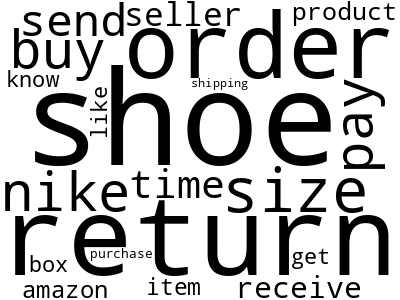 send seller product
buy order
know like shipping
shoe pay
nike time size
return
purchase
box get
amazon item receive